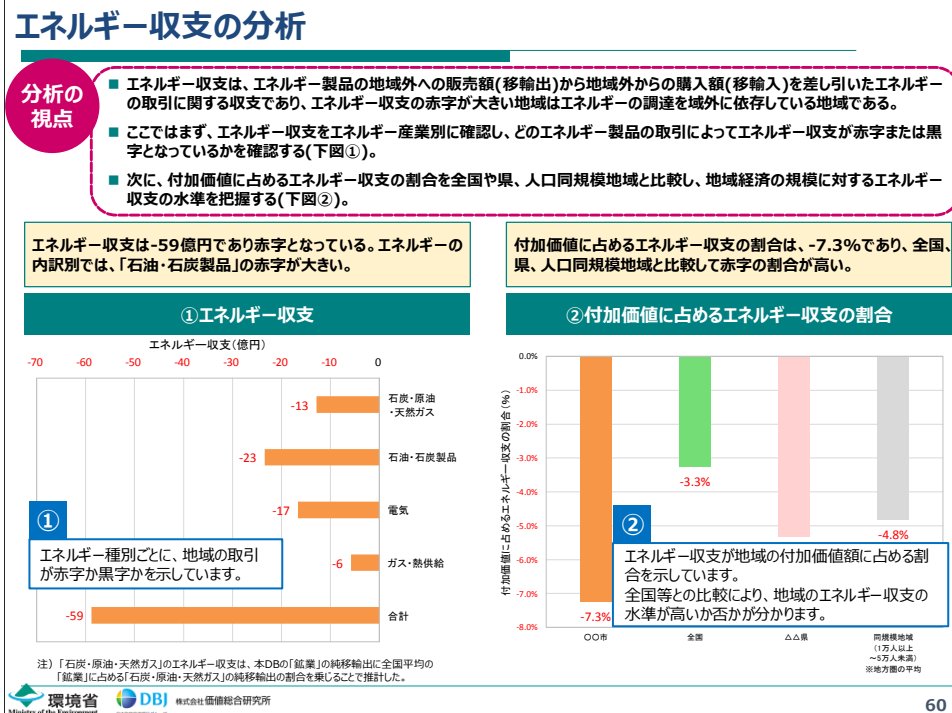 エネルギー収支の分析
分析の
視点
■ エネルギー収支は、エネルギー製品の地域外への販売額(移輸出)から地域外からの購入額(移輸入)を差し引いたエネルギー
の取引に関する収支であり、エネルギー収支の赤字が大きい地域はエネルギーの調達を域外に依存している地域である。
■ ここではまず、エネルギー収支をエネルギー産業別に確認し、どのエネルギー製品の取引によってエネルギー収支が赤字または黒
字となっているかを確認する(下図①)。
■ 次に、付加価値に占めるエネルギー収支の割合を全国や県、人口同規模地域と比較し、地域経済の規模に対するエネルギー
収支の水準を把握する(下図②)。
エネルギー収支は-59億円であり赤字となっている。エネルギーの
内訳別では、「石油・石炭製品」の赤字が大きい。
①エネルギー収支
エネルギー収支(億円)
-70 -60 -50 -40 -30 -20 -10 0
-13
石炭・原油
・天然ガス
-23
石油・石炭製品
-17
電気
-6
ガス・熱供給
-59
合計
①
エネルギー種別ごとに、地域の取引
が赤字か黒字かを示しています。
注) 「石炭・原油・天然ガス」のエネルギー収支は、本DBの「鉱業」の純移輸出に全国平均の
「鉱業」に占める「石炭・原油・天然ガス」の純移輸出の割合を乗じることで推計した。
付加価値に占めるエネルギー収支の割合は、-7.3%であり、全国、
県、人口同規模地域と比較して赤字の割合が高い。
②付加価値に占めるエネルギー収支の割合
付加価値に占めるエネルギー収支の割合(%)
0.0%
-1.0%
-2.0%
-3.0%
-4.0%
-5.0%
-6.0%
-7.0%
-8.0%
-7.3%
-3.3%
-4.8%
②
エネルギー収支が地域の付加価値額に占める割
合を示しています。
全国等との比較により、地域のエネルギー収支の
水準が高いか否かが分かります。
〇〇市
全国
△△県
同規模地域
(1万人以上
～5万人未満)
※地方圏の平均
環境省
Ministry of the Environment
DBJ 株式会社価値総合研究所
60